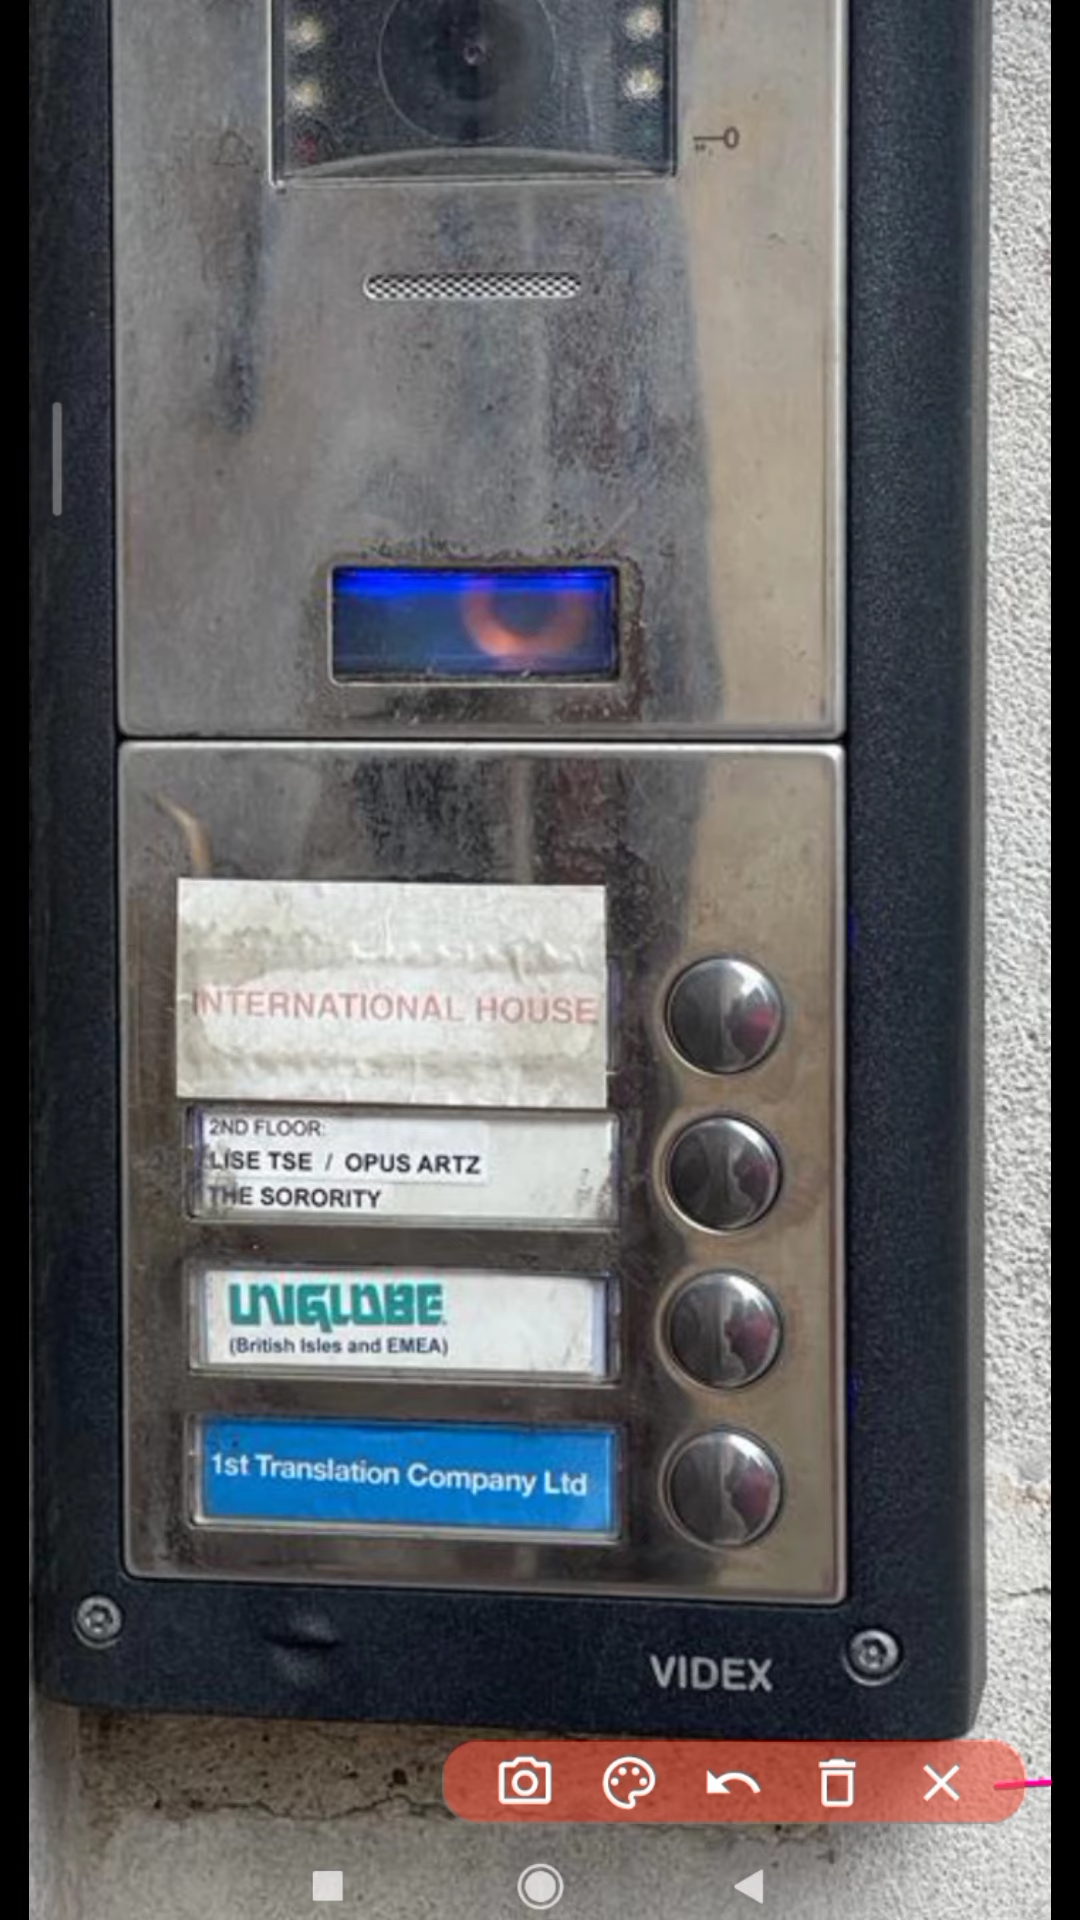 INTERNATIONAL HOUSE
2ND FLOOR:
LISE TSE / OPUS ARTZ
THE SORORITY
UNIGLOBE
(British Isles and EMEA)
1st Translation Company Ltd
VIDEX